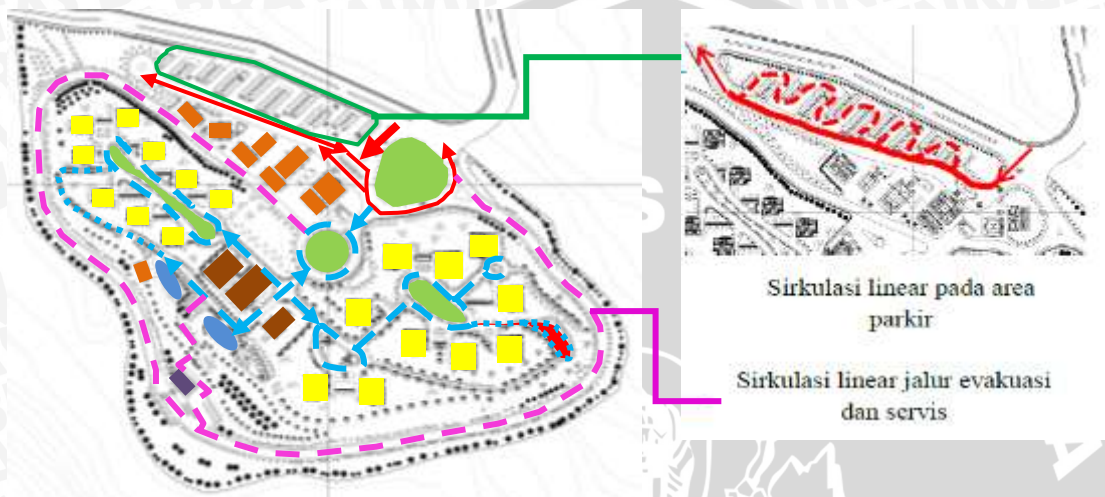 Sirkulasi linear pada area
parkir
Sirkulasi linear jalur evakuasi
dan servis